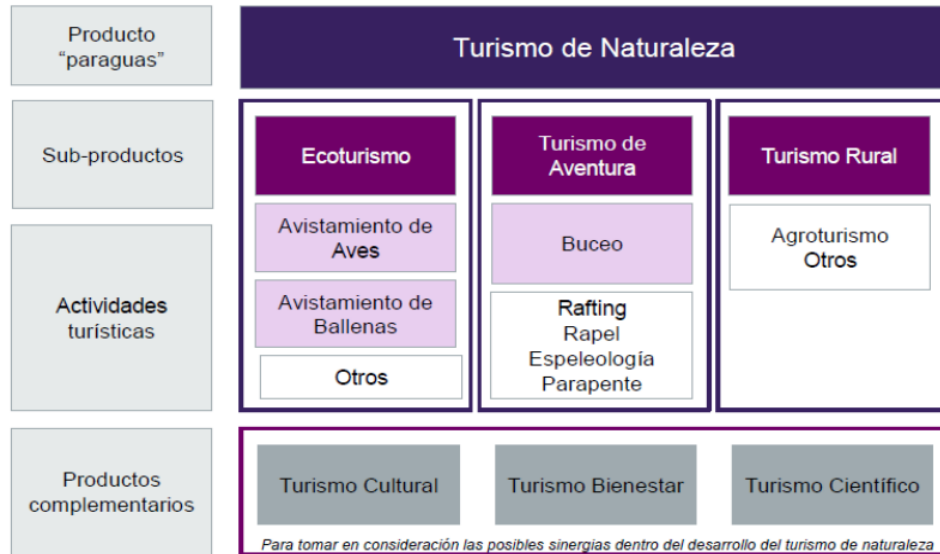 Producto
“paraguas”
Turismo de Naturaleza
Sub-productos
Ecoturismo
Turismo de
Aventura
Turismo Rural
Actividades
turísticas
Avistamiento de
Aves
Avistamiento de
Ballenas
Otros
Buceo
Rafting
Rapel
Espeleología
Parapente
Agroturismo
Otros
Productos
complementarios
Turismo Cultural
Turismo Bienestar
Turismo Científico
Para tomar en consideración las posibles sinergias dentro del desarrollo del turismo de naturaleza